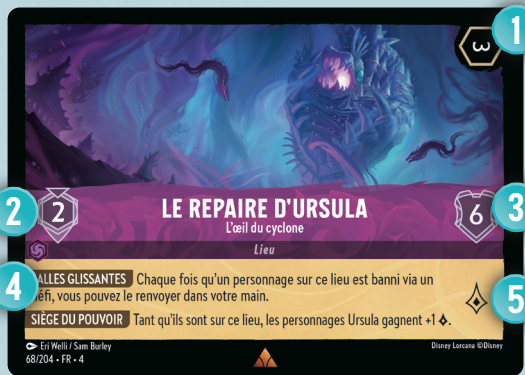 1
3
2
2
LE REPAIRE D'URSULA
L'œil du cyclone
6
3
Lieu
4
ALLES GLISSANTES Chaque fois qu'un personnage sur ce lieu est banni via un
défi, vous pouvez le renvoyer dans votre main.
5
SIÈGE DU POUVOIR Tant qu'ils sont sur ce lieu, les personnages Ursula gagnent +1
Eri Welli / Sam Burley
Disney Lorcana ©Disney
68/204 • FR • 4